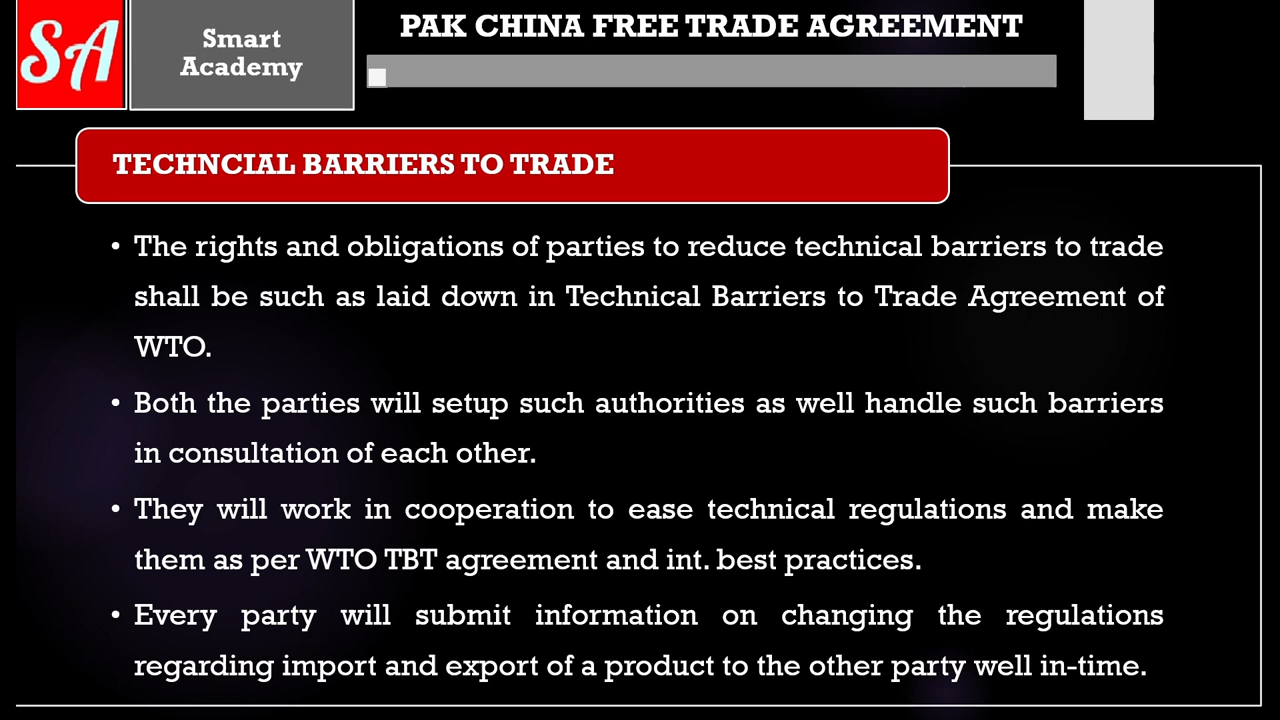 SA
Smart
Academy
PAK CHINA FREE TRADE AGREEMENT
TECHNCIAL BARRIERS TO TRADE
• The rights and obligations of parties to reduce technical barriers to trade
shall be such as laid down in Technical Barriers to Trade Agreement of
WTO.
• Both the parties will setup such authorities as well handle such barriers
in consultation of each other.
• They will work in cooperation to ease technical regulations and make
them as per WTO TBT agreement and int. best practices.
• Every party will submit information on changing the regulations
regarding import and export of a product to the other party well in-time.